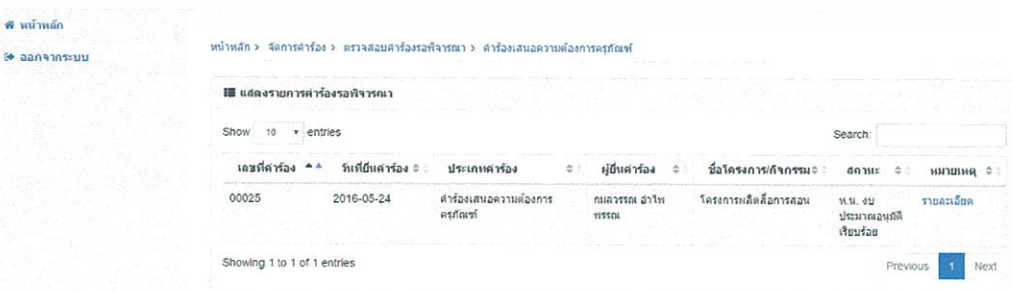 หน้าหลัก
ออกจากระบบ
หน้าหลัก > จัดการคำร้อง > ตรวจสอบคำร้องรอพิจารณา > คำร้องเสนอความต้องการครุภัณฑ์
แสดงรายการคำร้องรอพิจารณา
Show 10 entries Search:
เลขที่คำร้อง วันที่ยื่นคำร้อง ประเภทคำร้อง ผู้ยื่นคำร้อง ชื่อโครงการ/กิจกรรม สถานะ หมายเหตุ
00025 2016-05-24 คำร้องเสนอความต้องการ กมลวรรณ อำไพ โครงการผลิตสื่อการสอน ห.น. งบ รายละเอียด
ครุภัณฑ์ พรรณ ประมาณอนุมัติ
เรียบร้อย
Showing 1 to 1 of 1 entries Previous 1 Next